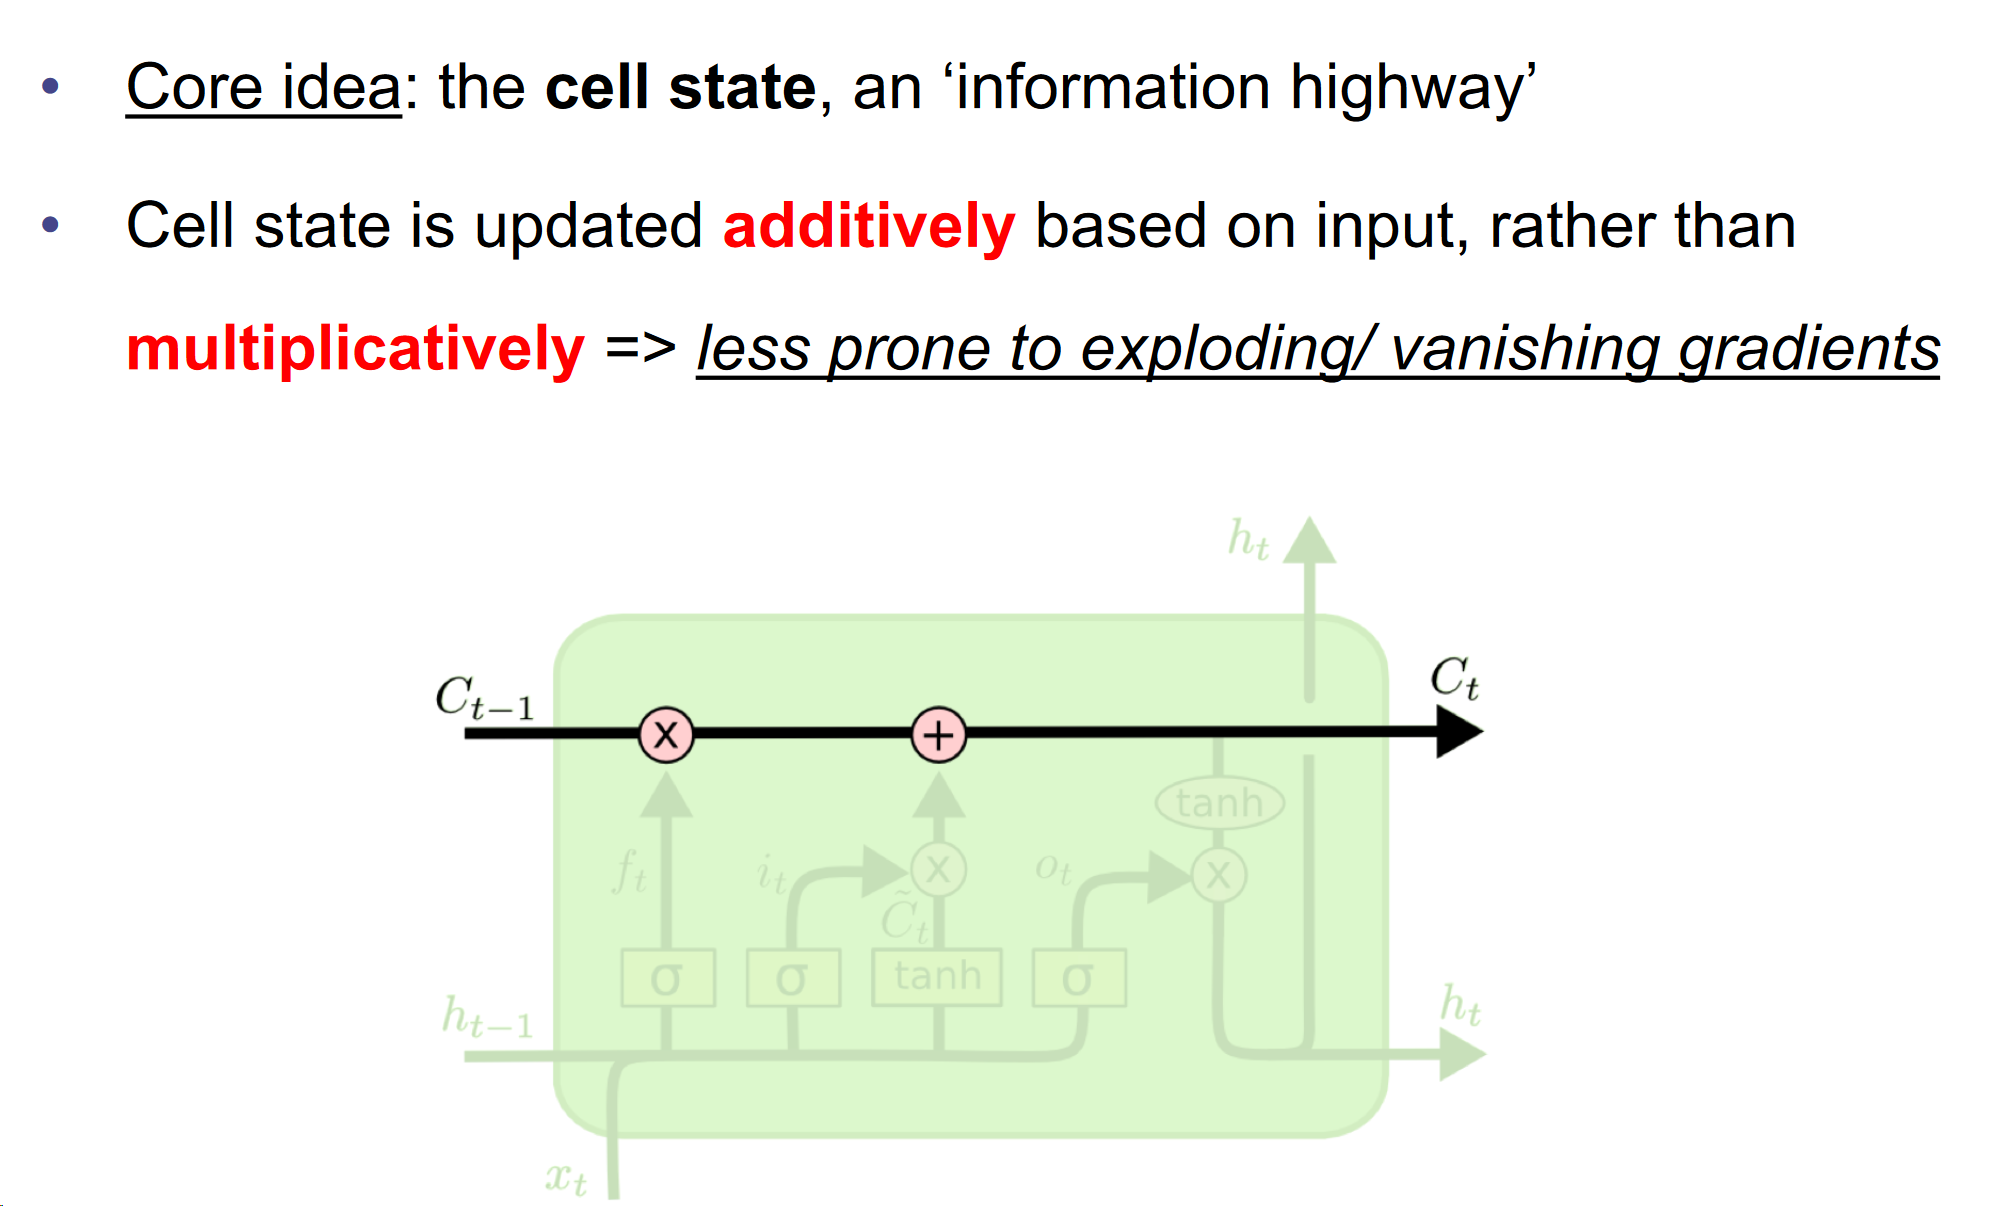 • Core idea: the cell state, an ‘information highway’
• Cell state is updated additively based on input, rather than
multiplicatively => less prone to exploding/ vanishing gradients
h_t
C_{t−1}
C_t
x
+
tanh
f_t
i_t
x
o_t
x
C̃_t
σ
σ
tanh
σ
h_{t−1}
h_t
x_t